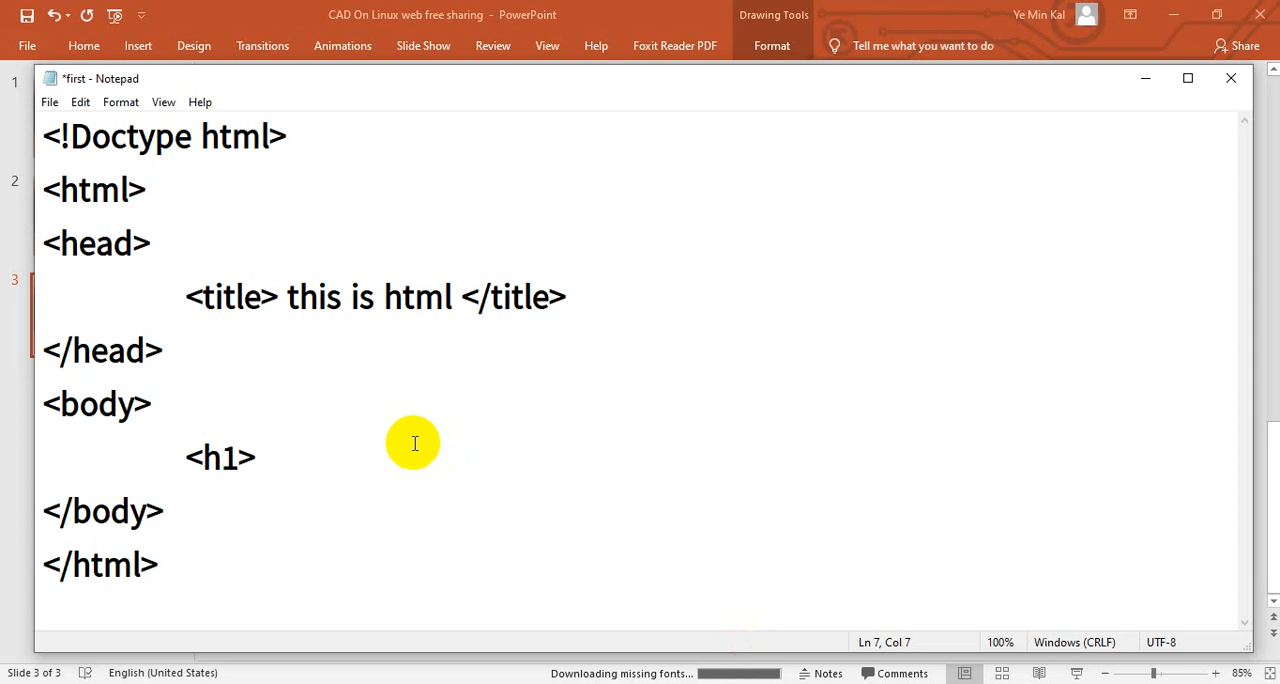 CAD On Linux web free sharing - PowerPoint
Drawing Tools
Ye Min Kal
File Home Insert Design Transitions Animations Slide Show Review View Help Foxit Reader PDF Format Tell me what you want to do Share
1
2
3
*first - Notepad
File Edit Format View Help
<!Doctype html>
<html>
<head>
<title> this is html </title>
</head>
<body>
<h1>
</body>
</html>
Ln 7, Col 7 100% Windows (CRLF) UTF-8
Slide 3 of 3 English (United States) Downloading missing fonts... Notes Comments 85%